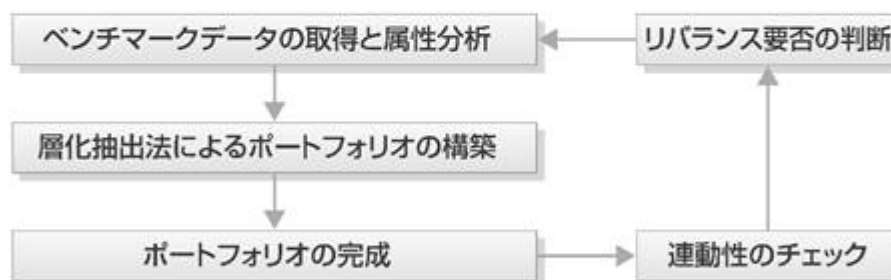 ベンチマークデータの取得と属性分析
リバランス要否の判断
層化抽出法によるポートフォリオの構築
ポートフォリオの完成
連動性のチェック